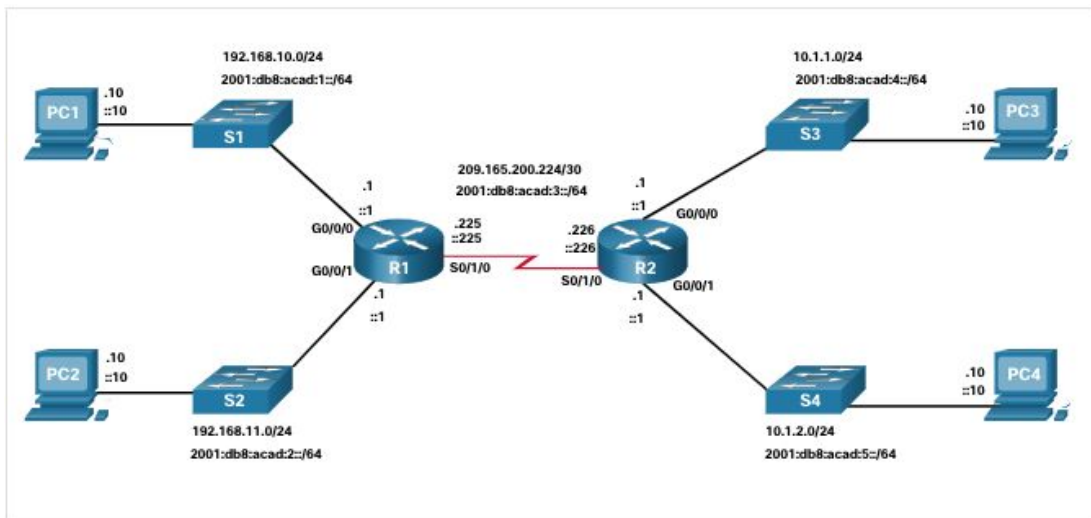 192.168.10.0/24
2001:db8:acad:1::/64
10.1.1.0/24
2001:db8:acad:4::/64
PC1
.10
::10
S1
S3
.10
::10
PC3
209.165.200.224/30
2001:db8:acad:3::/64
.1
::1
G0/0/0
.225
::225
.226
::226
.1
::1
G0/0/0
G0/0/1
R1
S0/1/0
S0/1/0
R2
G0/0/1
.1
::1
.1
::1
PC2
.10
::10
S2
S4
.10
::10
PC4
192.168.11.0/24
2001:db8:acad:2::/64
10.1.2.0/24
2001:db8:acad:5::/64